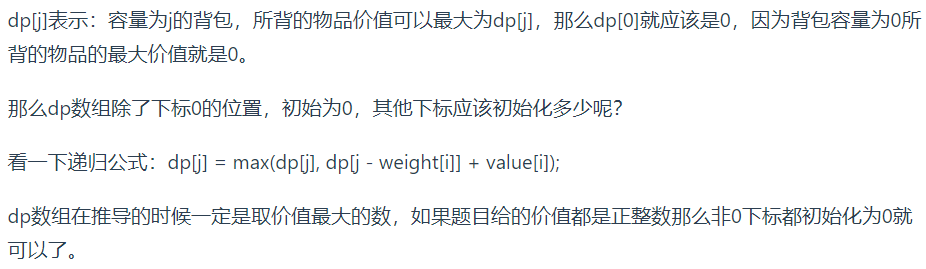 dp[j]表示：容量为j的背包，所背的物品价值可以最大为dp[j]，那么dp[0]就应该是0，因为背包容量为0所
背的物品的最大价值就是0。
那么dp数组除了下标0的位置，初始为0，其他下标应该初始化多少呢？
看一下递归公式：dp[j] = max(dp[j], dp[j - weight[i]] + value[i]);
dp数组在推导的时候一定是取价值最大的数，如果题目给的价值都是正整数那么非0下标都初始化为0就
可以了。